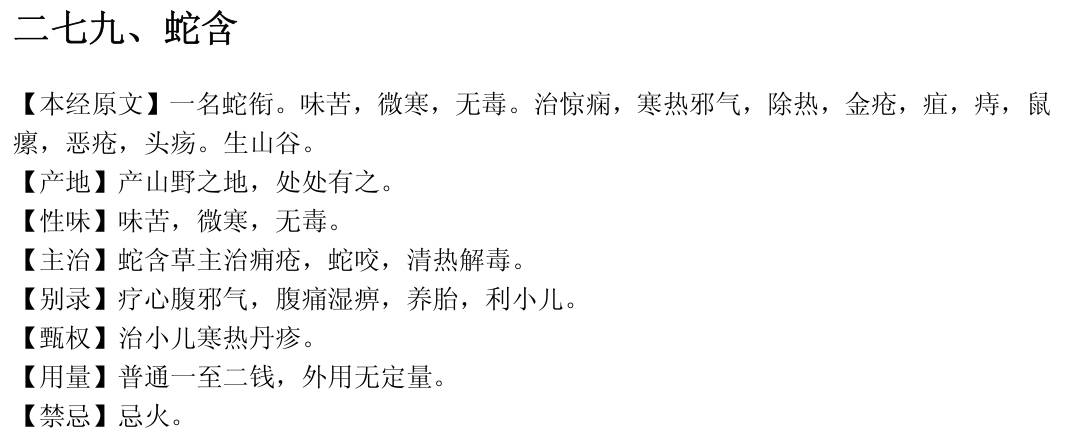 二七九、蛇含
【本经原文】一名蛇衔。味苦，微寒，无毒。治惊痫，寒热邪气，除热，金疮，疽，痔，鼠
瘰，恶疮，头疡。生山谷。
【产地】产山野之地，处处有之。
【性味】味苦，微寒，无毒。
【主治】蛇含草主治痈疮，蛇咬，清热解毒。
【别录】疗心腹邪气，腹痛湿痹，养胎，利小儿。
【甄权】治小儿寒热丹疹。
【用量】普通一至二钱，外用无定量。
【禁忌】忌火。